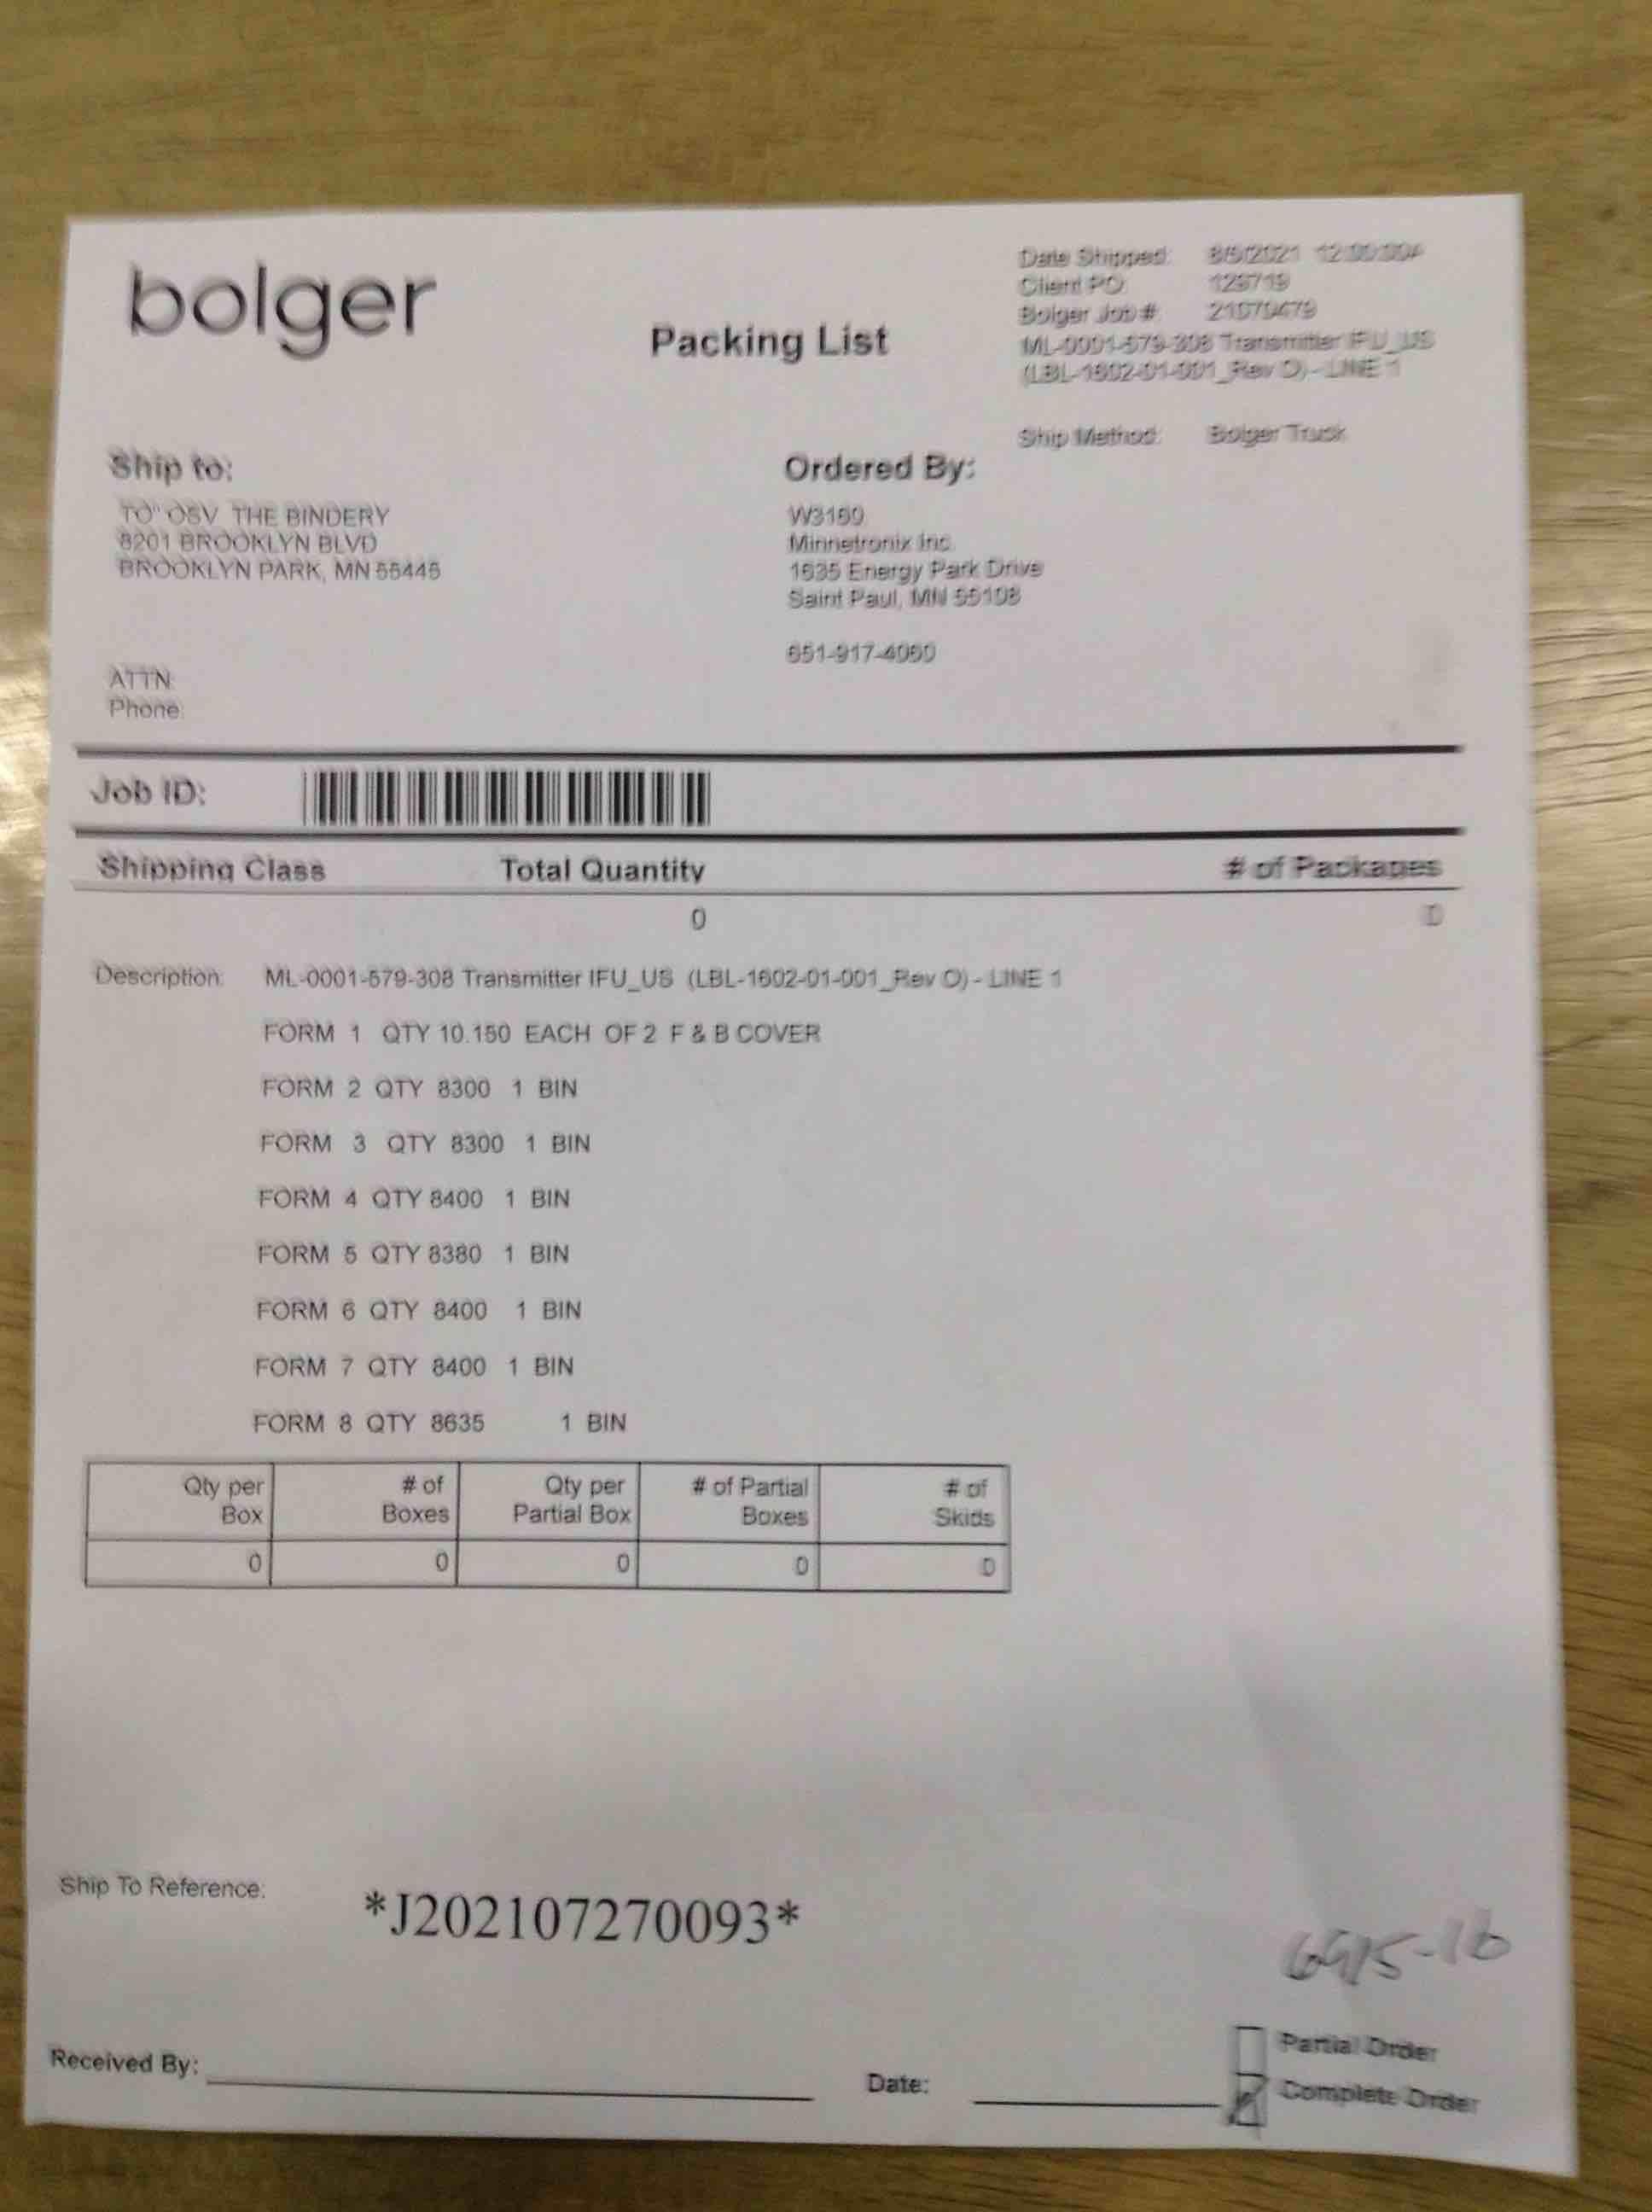 bolger
Packing List
Date Shipped:
Client PO: 129719
Bolger Job #: 21070479
ML-0001-579-308 Transmitter IFU_US
(LBL-1602-01-001_Rev O) - LINE 1
Ship Method: Bolger Truck
Ship to:
TO" OSV THE BINDERY
8201 BROOKLYN BLVD
BROOKLYN PARK, MN 55445
ATTN:
Phone:
Ordered By:
W3160
Minnetronix Inc
1635 Energy Park Drive
Saint Paul, MN 55108
651-917-4060
Job ID:
Shipping Class Total Quantity # of Packages
0 0
Description: ML-0001-579-308 Transmitter IFU_US (LBL-1602-01-001_Rev O) - LINE 1
FORM 1 QTY 10.150 EACH OF 2 F & B COVER
FORM 2 QTY 8300 1 BIN
FORM 3 QTY 8300 1 BIN
FORM 4 QTY 8400 1 BIN
FORM 5 QTY 8380 1 BIN
FORM 6 QTY 8400 1 BIN
FORM 7 QTY 8400 1 BIN
FORM 8 QTY 8635 1 BIN
Qty per Box # of Boxes Qty per Partial Box # of Partial Boxes # of Skids
0 0 0 0 0
Ship To Reference: *J202107270093*
Partial Order
Received By: Date: Complete Order